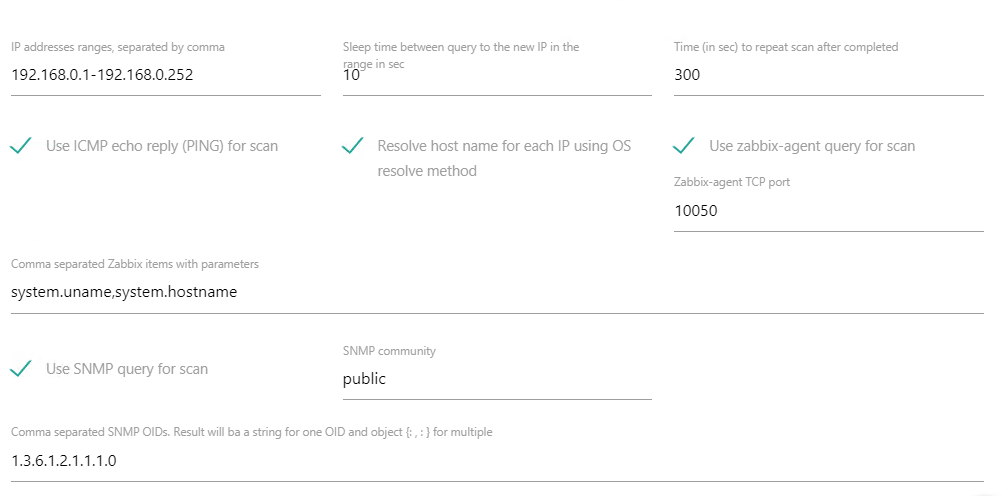 IP addresses ranges, separated by comma
192.168.0.1-192.168.0.252
Sleep time between query to the new IP in the
range in sec
10
Time (in sec) to repeat scan after completed
300
Use ICMP echo reply (PING) for scan
Resolve host name for each IP using OS
resolve method
Use zabbix-agent query for scan
Zabbix-agent TCP port
10050
Comma separated Zabbix items with parameters
system.uname,system.hostname
Use SNMP query for scan
SNMP community
public
Comma separated SNMP OIDs. Result will ba a string for one OID and object {: , : } for multiple
1.3.6.1.2.1.1.1.0